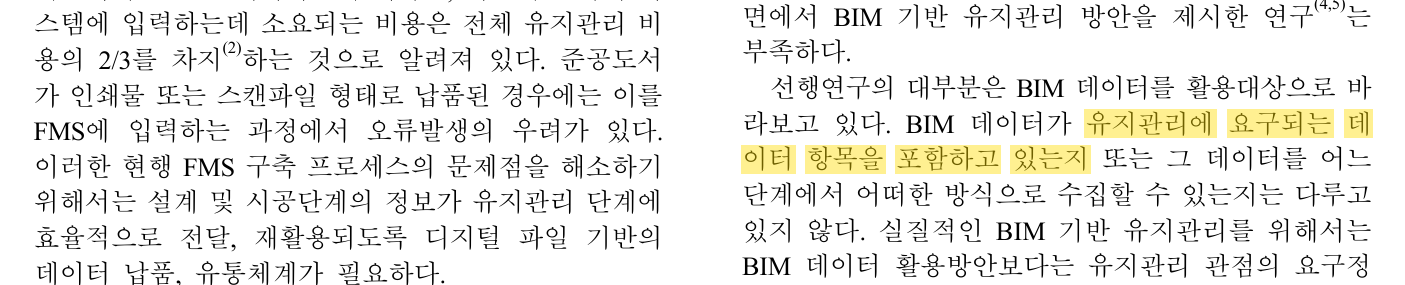 스템에 입력하는데 소요되는 비용은 전체 유지관리 비
용의 2/3를 차지(2)하는 것으로 알려져 있다. 준공도서
가 인쇄물 또는 스캔파일 형태로 납품된 경우에는 이를
FMS에 입력하는 과정에서 오류발생의 우려가 있다.
이러한 현행 FMS 구축 프로세스의 문제점을 해소하기
위해서는 설계 및 시공단계의 정보가 유지관리 단계에
효율적으로 전달, 재활용되도록 디지털 파일 기반의
데이터 납품, 유통체계가 필요하다.
면에서 BIM 기반 유지관리 방안을 제시한 연구(4,5)는
부족하다.
선행연구의 대부분은 BIM 데이터를 활용대상으로 바
라보고 있다. BIM 데이터가 유지관리에 요구되는 데
이터 항목을 포함하고 있는지 또는 그 데이터를 어느
단계에서 어떠한 방식으로 수집할 수 있는지는 다루고
있지 않다. 실질적인 BIM 기반 유지관리를 위해서는
BIM 데이터 활용방안보다는 유지관리 관점의 요구정